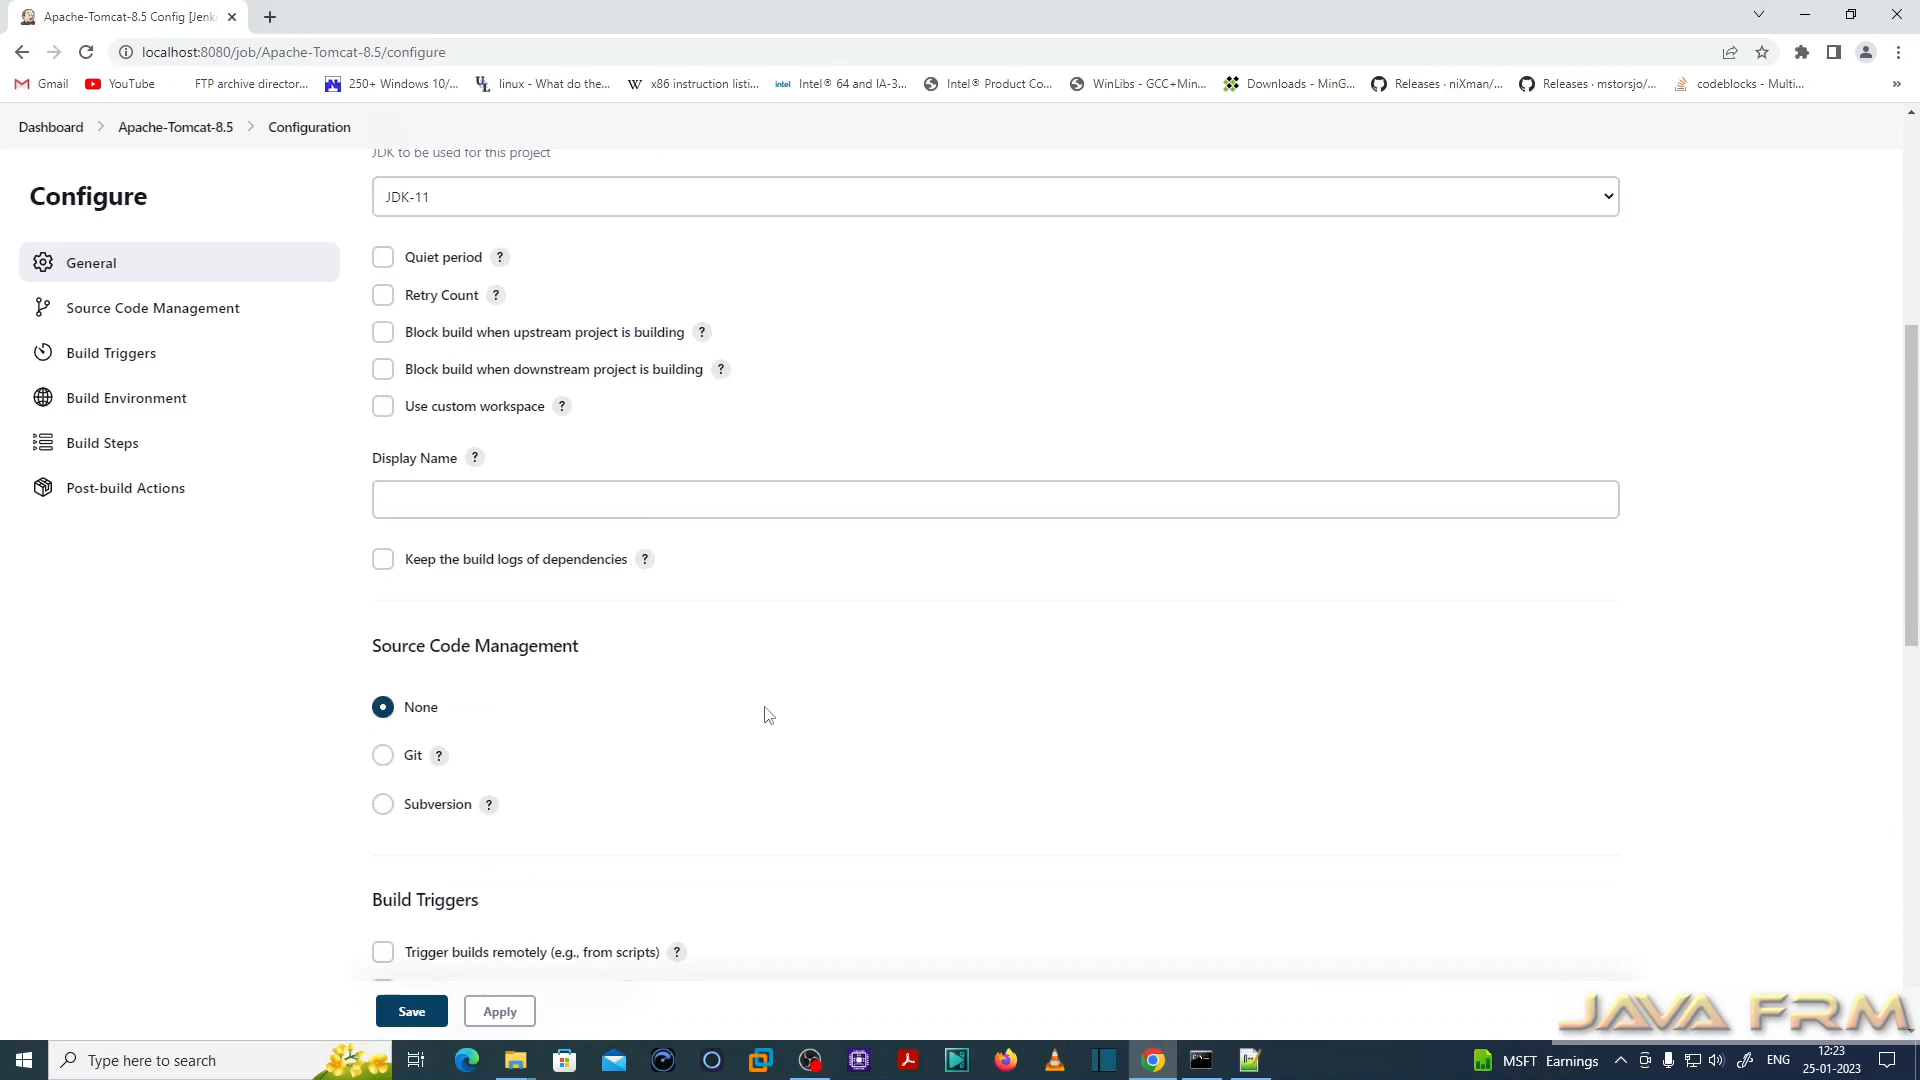 Apache-Tomcat-8.5 Config [Jenk
localhost:8080/job/Apache-Tomcat-8.5/configure
Gmail
YouTube
FTP archive director...
250+ Windows 10/...
linux - What do the...
x86 instruction listi...
Intel® 64 and IA-3...
Intel® Product Co...
WinLibs - GCC+Min...
Downloads - MinG...
Releases · niXman/...
Releases · mstorsjo/...
codeblocks - Multi...
»
Dashboard
Apache-Tomcat-8.5
Configuration
Configure
General
Source Code Management
Build Triggers
Build Environment
Build Steps
Post-build Actions
JDK to be used for this project
JDK-11
Quiet period ?
Retry Count ?
Block build when upstream project is building ?
Block build when downstream project is building ?
Use custom workspace ?
Display Name ?
Keep the build logs of dependencies ?
Source Code Management
None
Git ?
Subversion ?
Build Triggers
Trigger builds remotely (e.g., from scripts) ?
Save
Apply
JAVA FRM
Type here to search
MSFT Earnings
ENG
12:23
25-01-2023